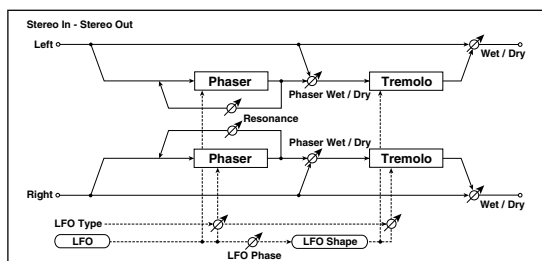 Stereo In - Stereo Out
Left
Wet / Dry
Phaser
Tremolo
Phaser Wet / Dry
Resonance
Phaser Wet / Dry
Phaser
Tremolo
Right
Wet / Dry
LFO Type
LFO
LFO Shape
LFO Phase